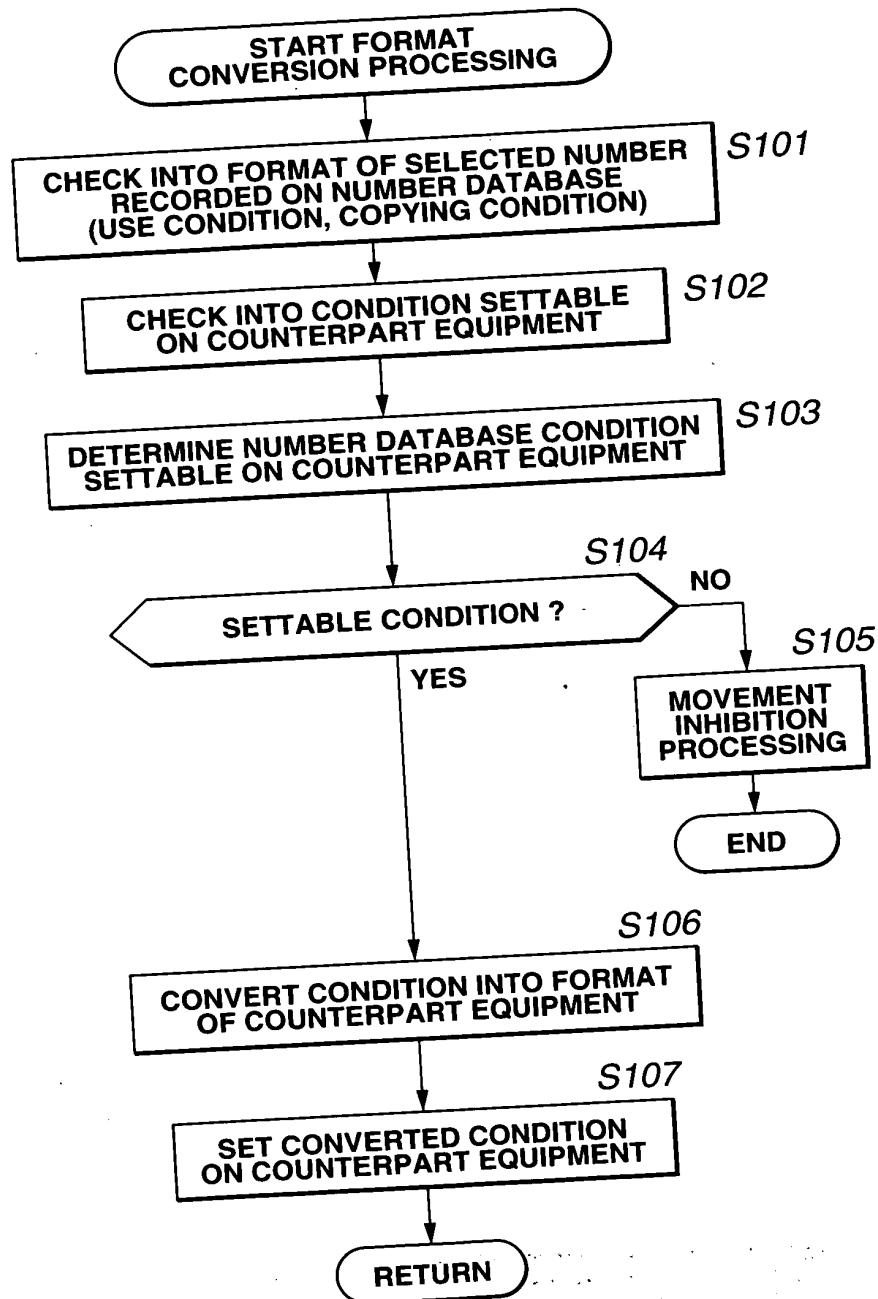 START FORMAT
CONVERSION PROCESSING
S101
CHECK INTO FORMAT OF SELECTED NUMBER
RECORDED ON NUMBER DATABASE
(USE CONDITION, COPYING CONDITION)
S102
CHECK INTO CONDITION SETTABLE
ON COUNTERPART EQUIPMENT
S103
DETERMINE NUMBER DATABASE CONDITION
SETTABLE ON COUNTERPART EQUIPMENT
S104
SETTABLE CONDITION ?
NO
YES
S105
MOVEMENT
INHIBITION
PROCESSING
END
S106
CONVERT CONDITION INTO FORMAT
OF COUNTERPART EQUIPMENT
S107
SET CONVERTED CONDITION
ON COUNTERPART EQUIPMENT
RETURN